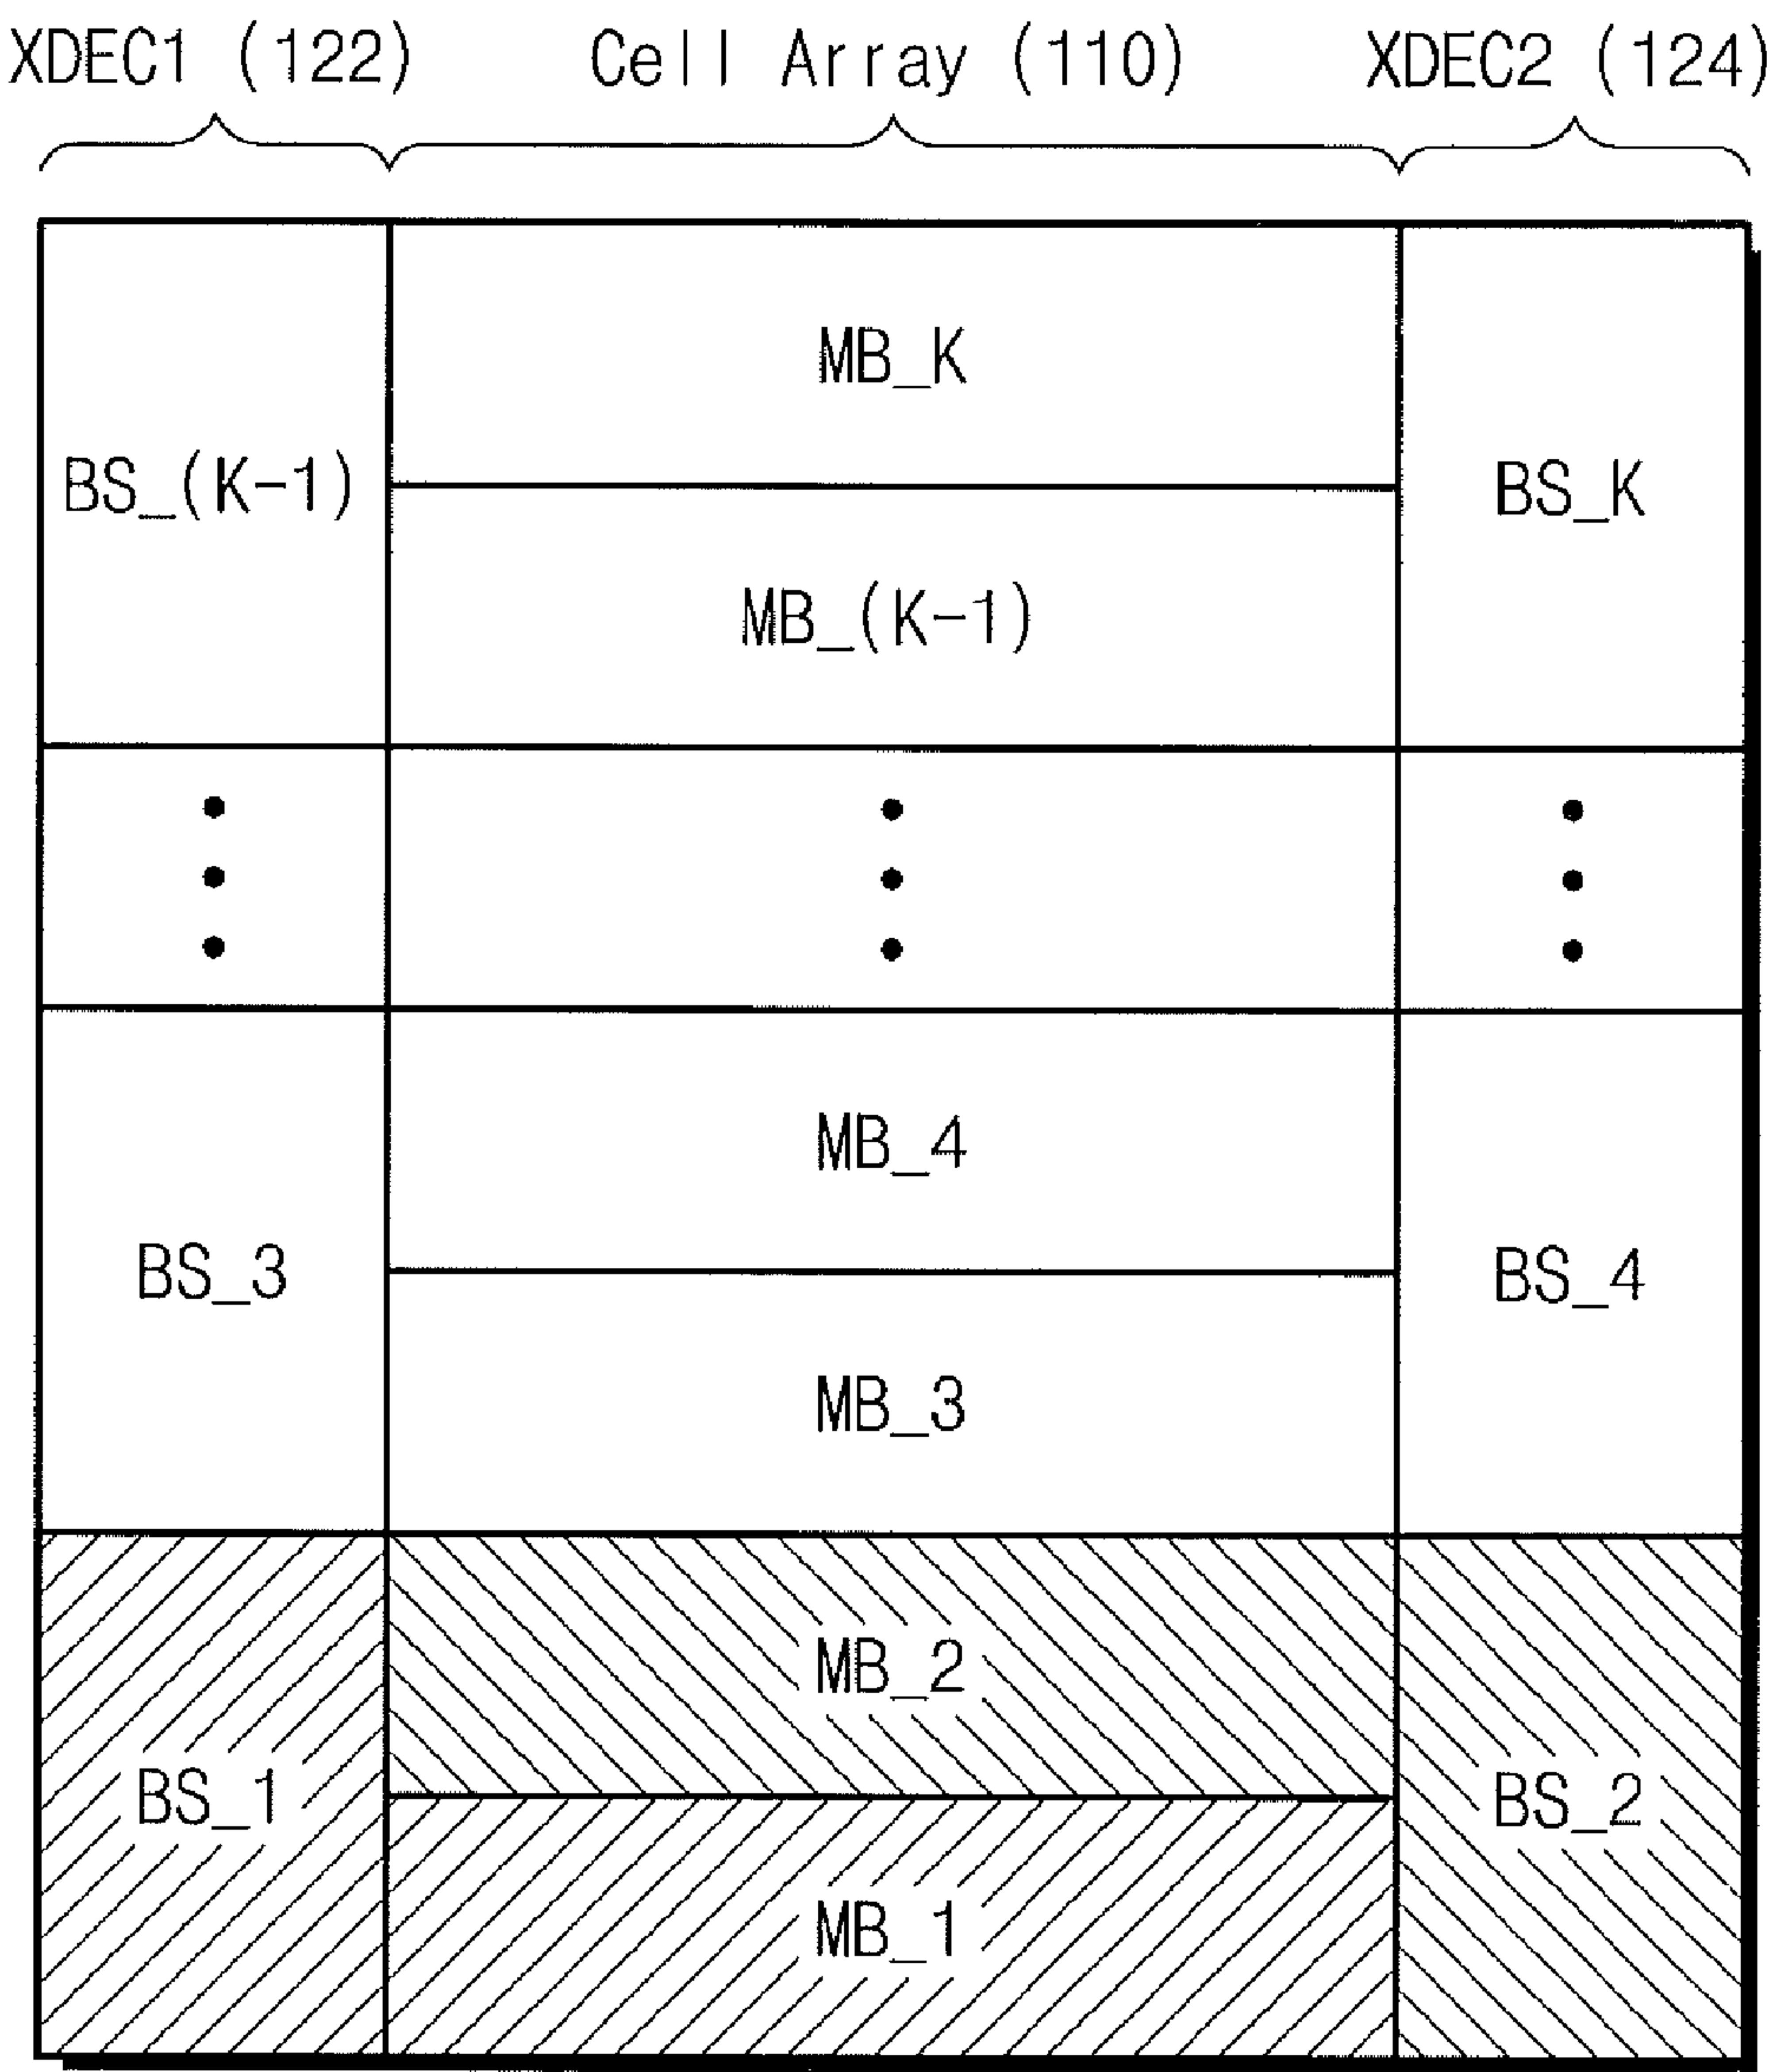 XDEC1 (122) Cell Array (110) XDEC2 (124)
MB_K
BS_(K-1) BS_K
MB_(K-1)
MB_4
BS_3 BS_4
MB_3
MB_2
BS_1 BS_2
MB_1